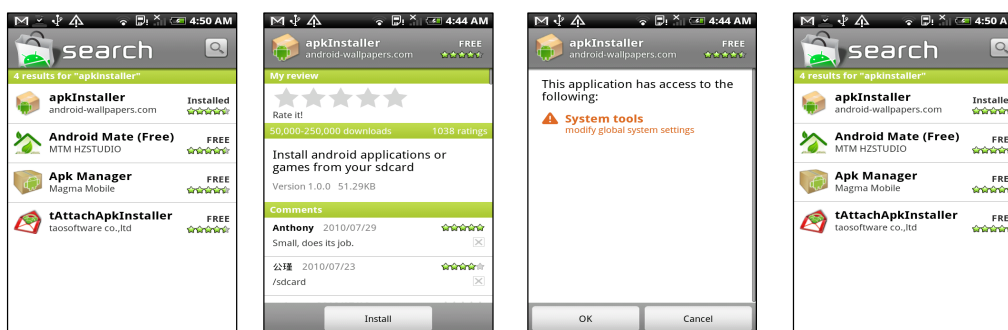 4:50 AM
search
4 results for "apkinstaller"
apkInstaller
android-wallpapers.com
Installed
Android Mate (Free)
MTM HZSTUDIO
FREE
Apk Manager
Magma Mobile
FREE
tAttachApkInstaller
taosoftware co.,ltd
FREE
4:44 AM
apkInstaller
android-wallpapers.com
FREE
My review
Rate it!
50,000-250,000 downloads
1038 ratings
Install android applications or
games from your sdcard
Version 1.0.0 51.29KB
Comments
Anthony 2010/07/29
Small, does its job.
公瑾 2010/07/23
/sdcard
Install
4:44 AM
apkInstaller
android-wallpapers.com
FREE
This application has access to the
following:
System tools
modify global system settings
OK
Cancel
4:50 A
search
4 results for "apkinstaller"
apkInstaller
android-wallpapers.com
Installe
Android Mate (Free)
MTM HZSTUDIO
FRE
Apk Manager
Magma Mobile
FRE
tAttachApkInstaller
taosoftware co.,ltd
FRE